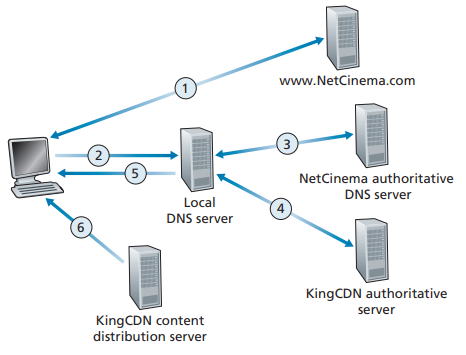 1
www.NetCinema.com
2
3
5
NetCinema authoritative
DNS server
Local
DNS server
4
6
KingCDN authoritative
server
KingCDN content
distribution server